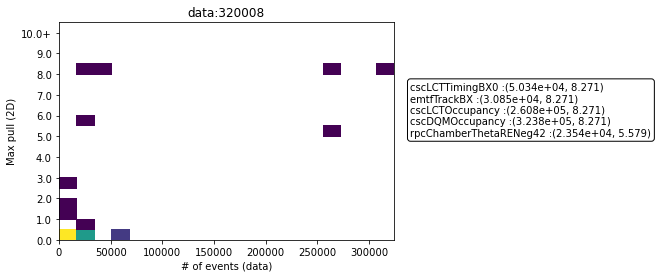 data:320008
Max pull (2D)
10.0+
9.0
8.0
7.0
6.0
5.0
4.0
3.0
2.0
1.0
0.0
0 50000 100000 150000 200000 250000 300000
# of events (data)
cscLCTTimingBX0 :(5.034e+04, 8.271)
emtfTrackBX :(3.085e+04, 8.271)
cscLCTOccupancy :(2.608e+05, 8.271)
cscDQMOccupancy :(3.238e+05, 8.271)
rpcChamberThetaRENeg42 :(2.354e+04, 5.579)